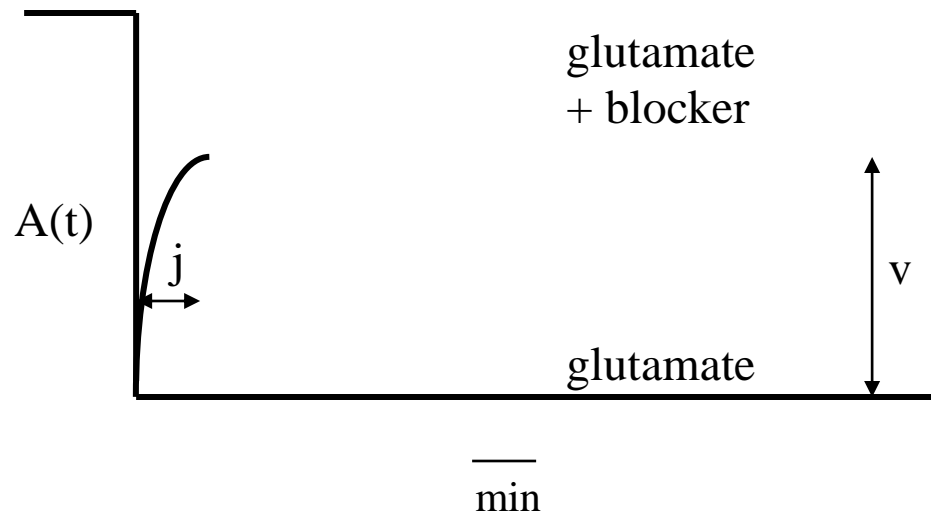 glutamate
+ blocker
A(t)
j
v
glutamate
min